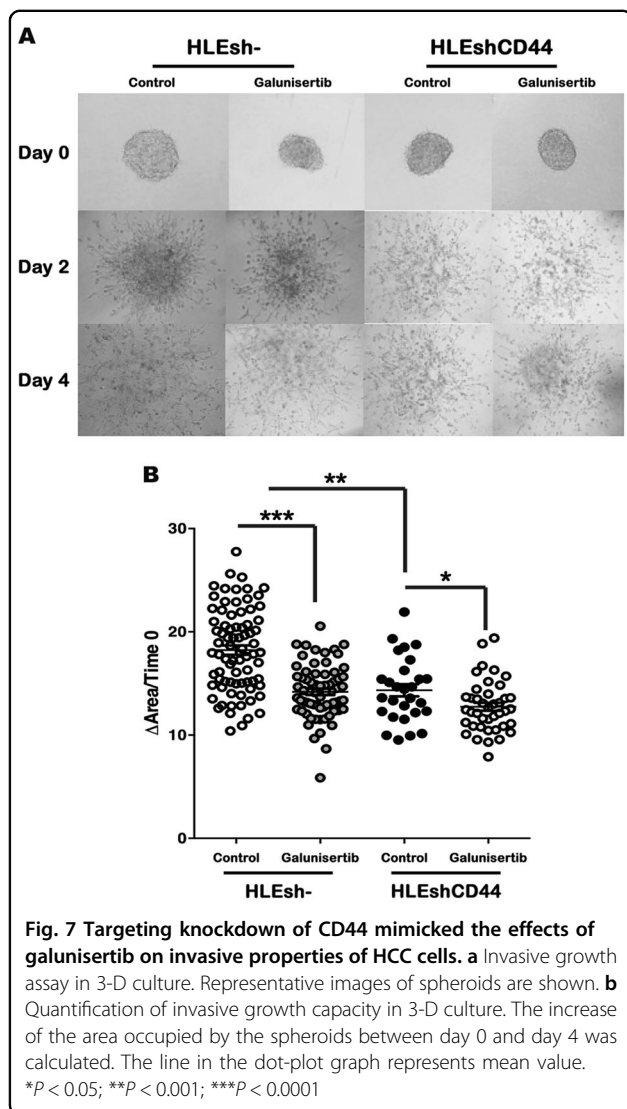 A
HLEsh- HLEshCD44
Control Galunisertib Control Galunisertib
Day 0
Day 2
Day 4
B
**
*** *
30
20
10
0
ΔArea/Time 0
Control Galunisertib Control Galunisertib
HLEsh- HLEshCD44
Fig. 7 Targeting knockdown of CD44 mimicked the effects of
galunisertib on invasive properties of HCC cells. a Invasive growth
assay in 3-D culture. Representative images of spheroids are shown. b
Quantification of invasive growth capacity in 3-D culture. The increase
of the area occupied by the spheroids between day 0 and day 4 was
calculated. The line in the dot-plot graph represents mean value.
*P < 0.05; **P < 0.001; ***P < 0.0001